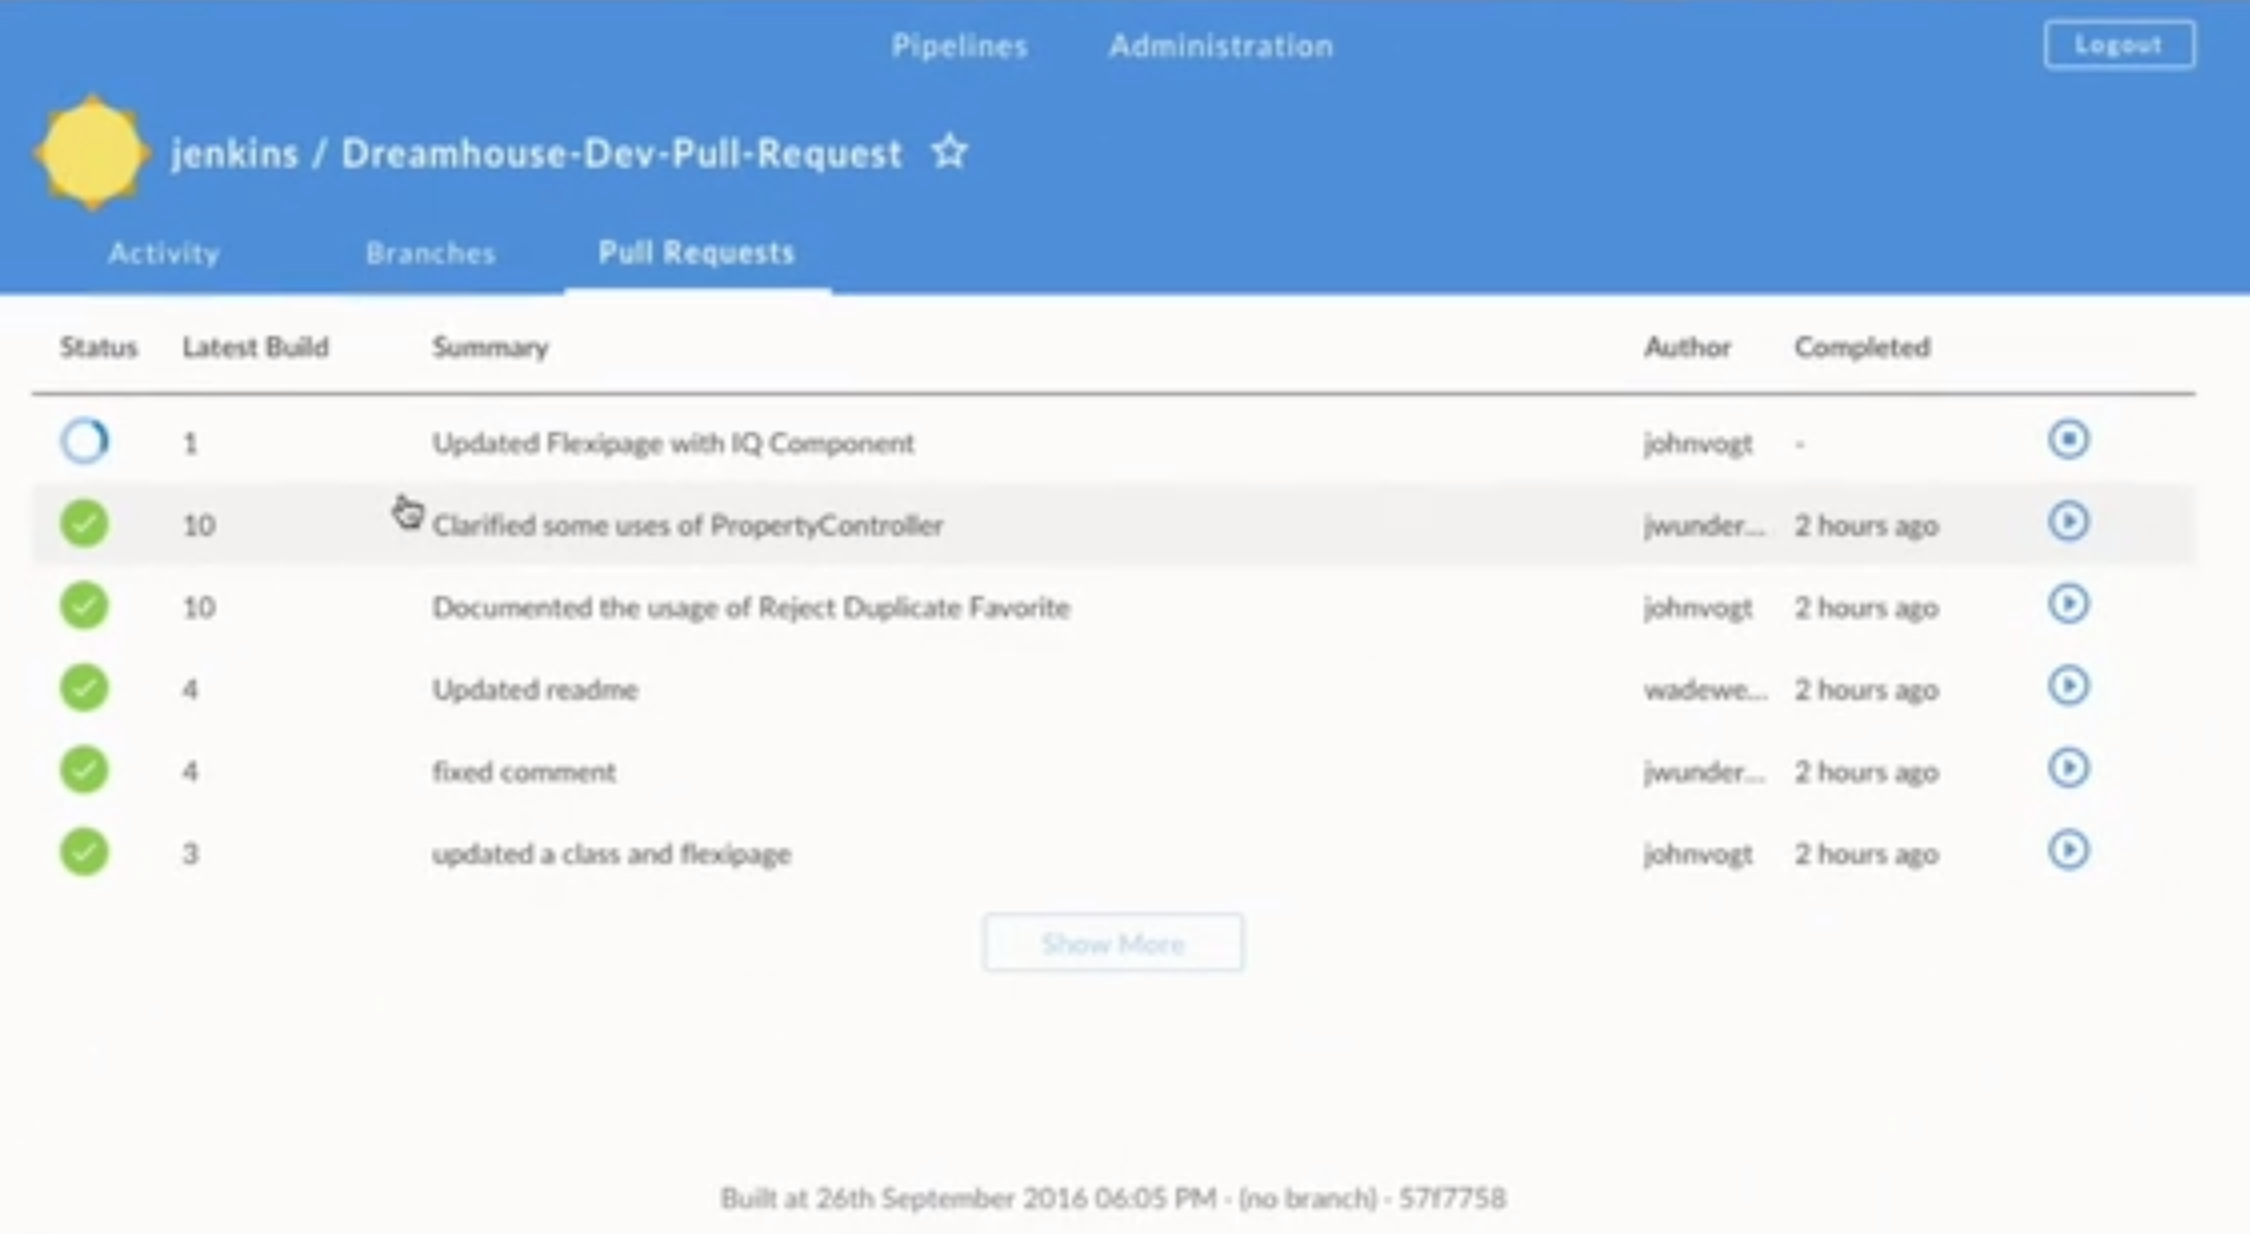 Pipelines Administration Logout
jenkins / Dreamhouse-Dev-Pull-Request
Activity Branches Pull Requests
Status Latest Build Summary Author Completed
1 Updated Flexipage with IQ Component johnvogt -
10 Clarified some uses of PropertyController jwunder... 2 hours ago
10 Documented the usage of Reject Duplicate Favorite johnvogt 2 hours ago
4 Updated readme wadewe... 2 hours ago
4 fixed comment jwunder... 2 hours ago
3 updated a class and flexipage johnvogt 2 hours ago
Show More
Built at 26th September 2016 06:05 PM - (no branch) - 57f7758